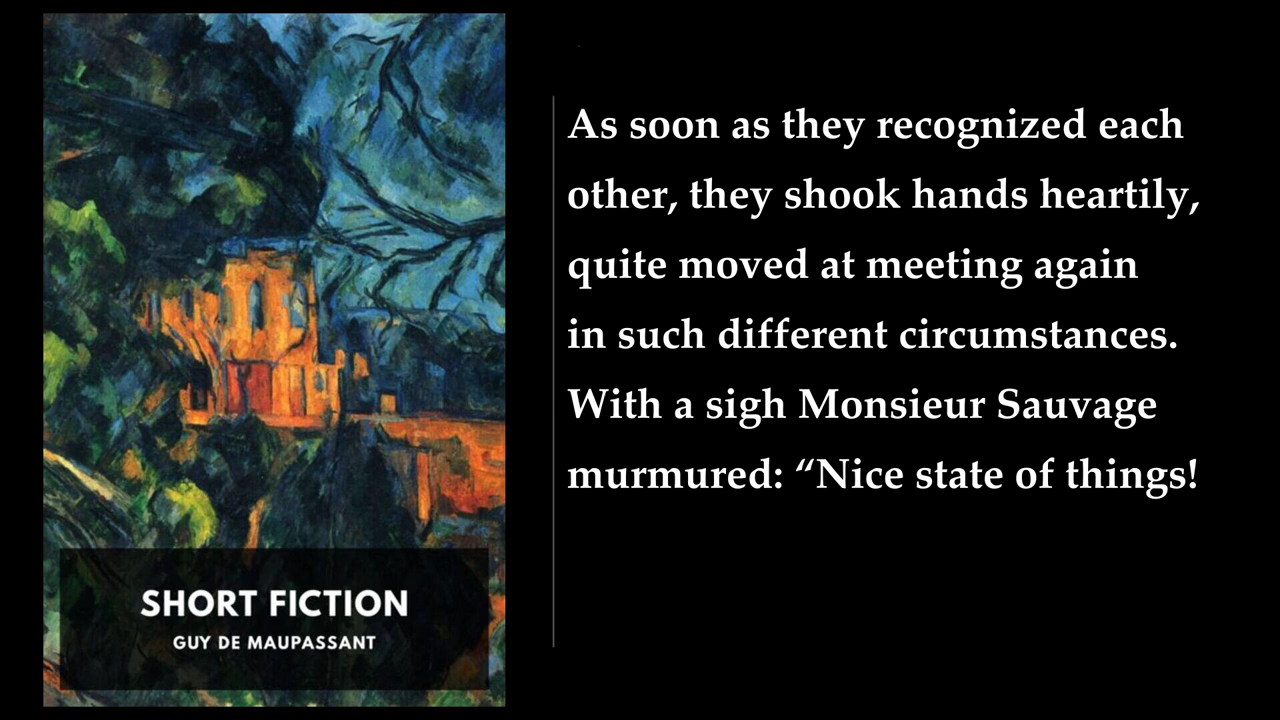 SHORT FICTION
GUY DE MAUPASSANT
As soon as they recognized each
other, they shook hands heartily,
quite moved at meeting again
in such different circumstances.
With a sigh Monsieur Sauvage
murmured: “Nice state of things!